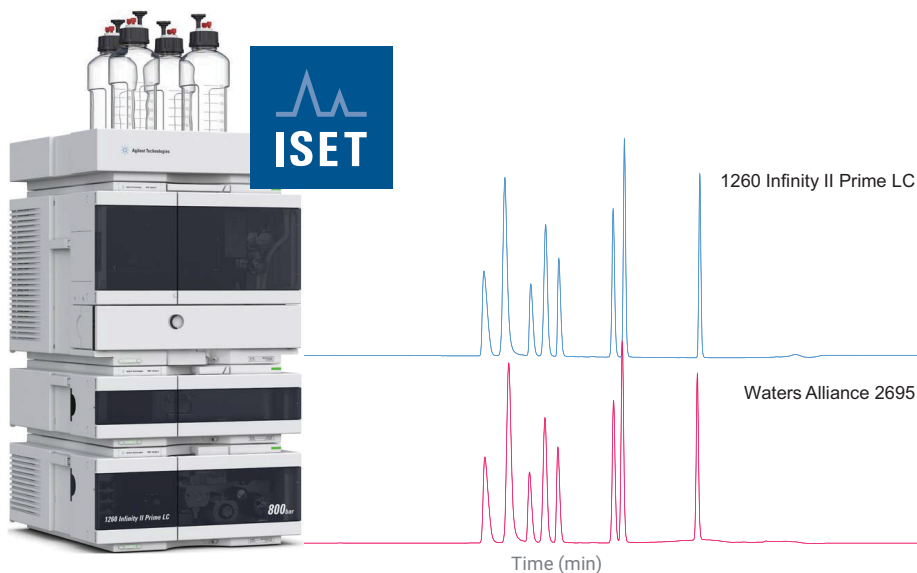 Agilent Technologies
ISET
1260 Infinity II Prime LC
Waters Alliance 2695
1260 Infinity II Prime LC
800bar
Time (min)